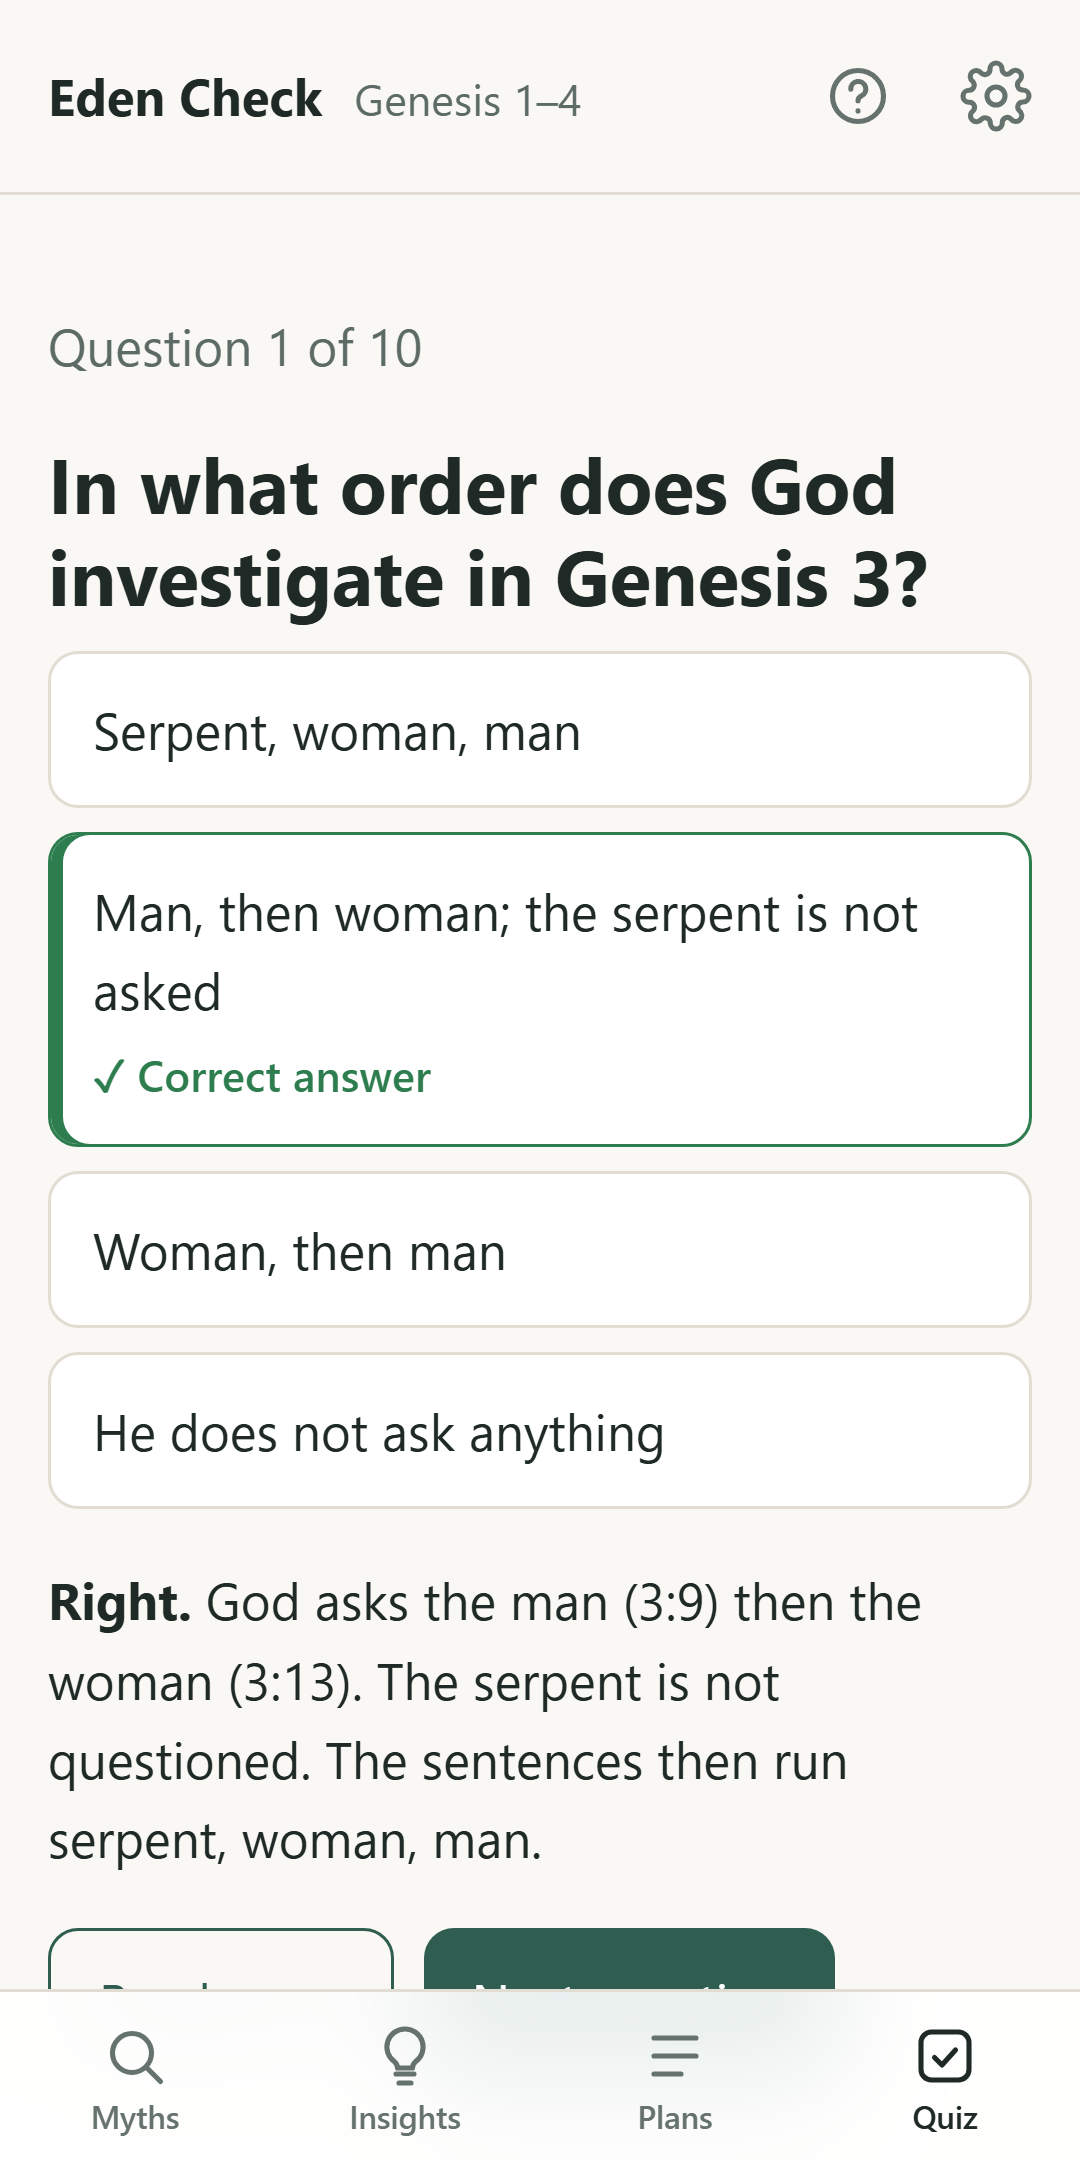 Eden Check Genesis 1–4
Question 1 of 10
In what order does God
investigate in Genesis 3?
Serpent, woman, man
Man, then woman; the serpent is not
asked
✓ Correct answer
Woman, then man
He does not ask anything
Right. God asks the man (3:9) then the
woman (3:13). The serpent is not
questioned. The sentences then run
serpent, woman, man.
Myths Insights Plans Quiz